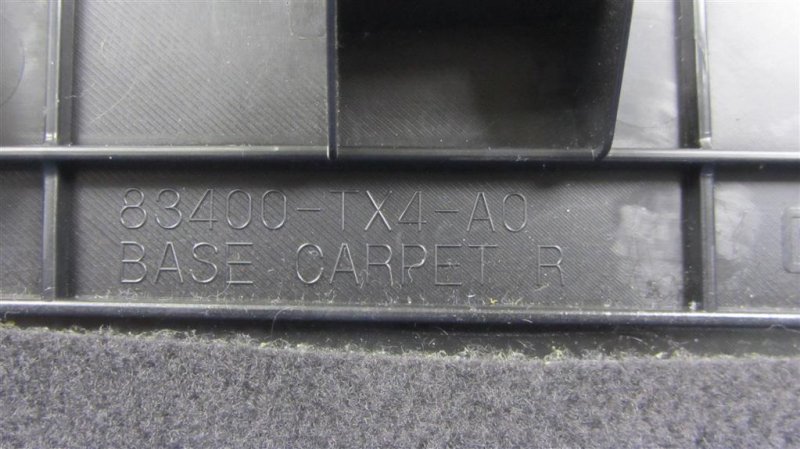 83400-TX4-A0
BASE CARPET R